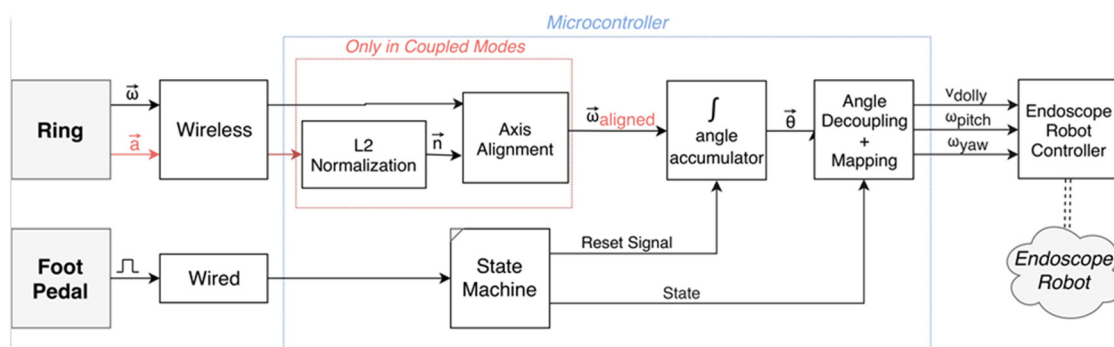 Microcontroller
Only in Coupled Modes
Ring
ω⃗
a⃗
Wireless
L2
Normalization
n⃗
Axis
Alignment
ω⃗aligned
∫
angle
accumulator
θ⃗
Angle
Decoupling
+
Mapping
vdolly
ωpitch
ωyaw
Endoscope
Robot
Controller
Foot
Pedal
Wired
State
Machine
Reset Signal
State
Endoscope
Robot